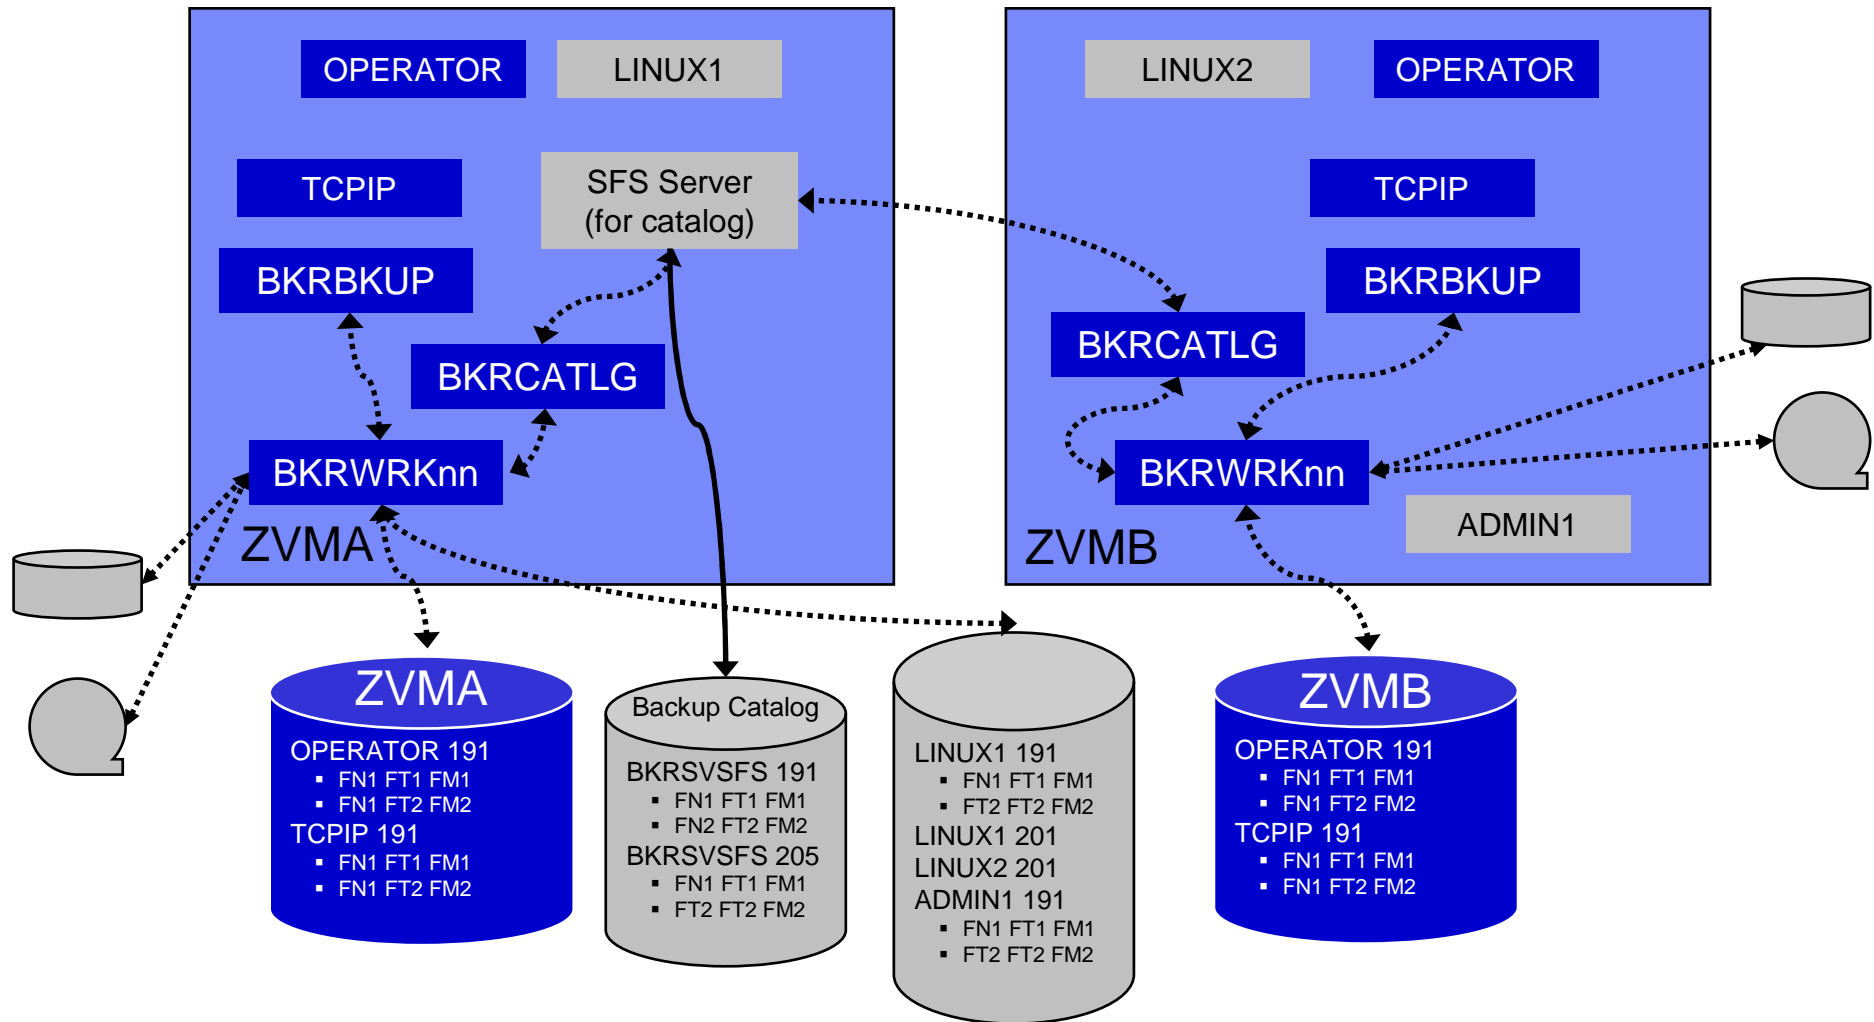 OPERATOR
LINUX1
TCPIP
SFS Server
(for catalog)
BKRBKUP
BKRCATLG
BKRWRKnn
ZVMA
LINUX2
OPERATOR
TCPIP
BKRBKUP
BKRCATLG
BKRWRKnn
ADMIN1
ZVMB
ZVMA
OPERATOR 191
▪ FN1 FT1 FM1
▪ FN1 FT2 FM2
TCPIP 191
▪ FN1 FT1 FM1
▪ FN1 FT2 FM2
Backup Catalog
BKRSVSFS 191
▪ FN1 FT1 FM1
▪ FN2 FT2 FM2
BKRSVSFS 205
▪ FN1 FT1 FM1
▪ FT2 FT2 FM2
LINUX1 191
▪ FN1 FT1 FM1
▪ FT2 FT2 FM2
LINUX1 201
LINUX2 201
ADMIN1 191
▪ FN1 FT1 FM1
▪ FT2 FT2 FM2
ZVMB
OPERATOR 191
▪ FN1 FT1 FM1
▪ FN1 FT2 FM2
TCPIP 191
▪ FN1 FT1 FM1
▪ FN1 FT2 FM2